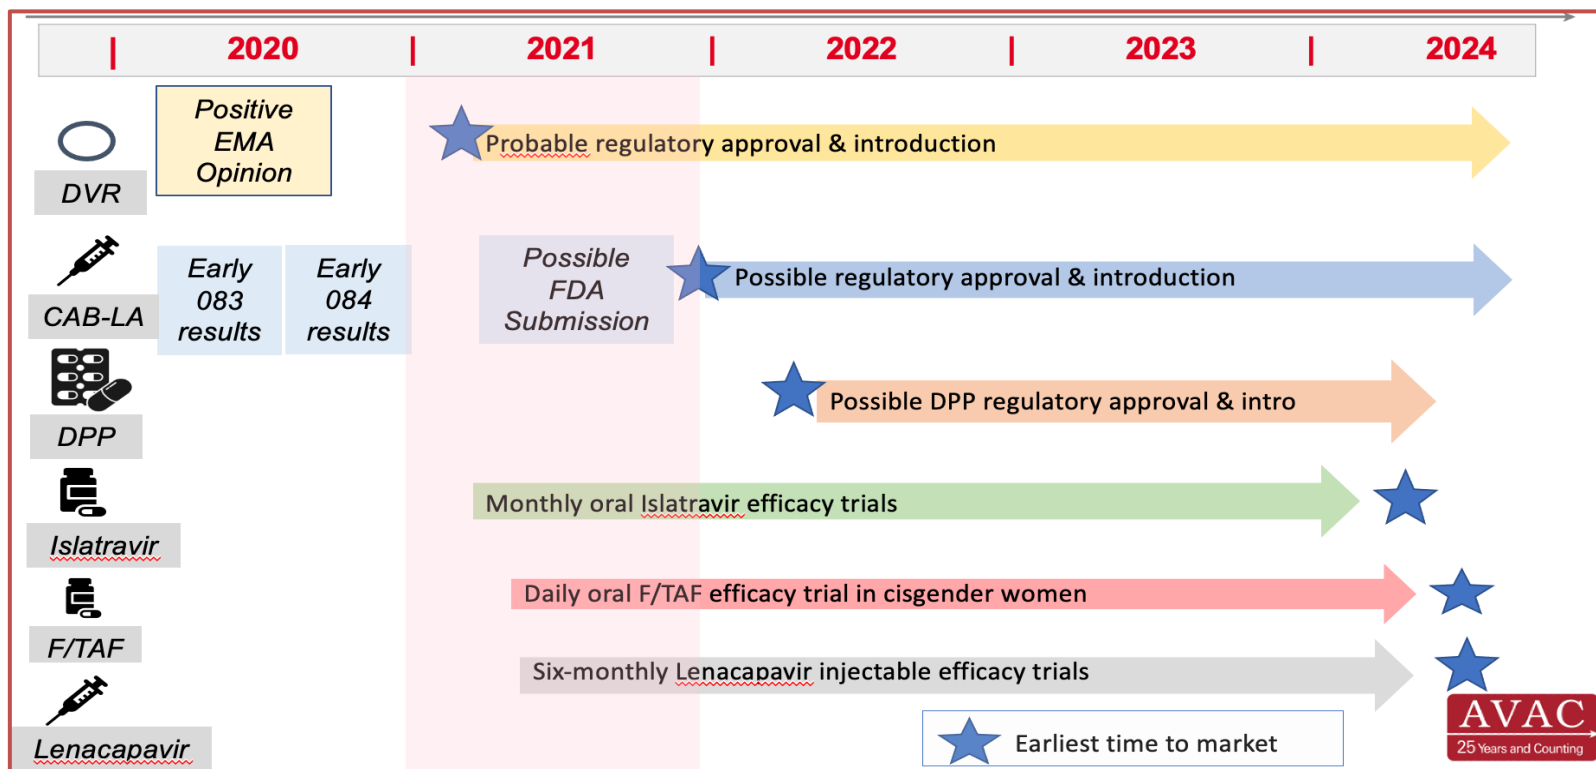 2020 | 2021 | 2022 | 2023 | 2024
Positive
EMA
Opinion
Probable regulatory approval & introduction
DVR
Early
083
results
Early
084
results
Possible
FDA
Submission
Possible regulatory approval & introduction
CAB-LA
Possible DPP regulatory approval & intro
DPP
Monthly oral Islatravir efficacy trials
Islatravir
Daily oral F/TAF efficacy trial in cisgender women
F/TAF
Six-monthly Lenacapavir injectable efficacy trials
Lenacapavir
Earliest time to market
AVAC
25 Years and Counting